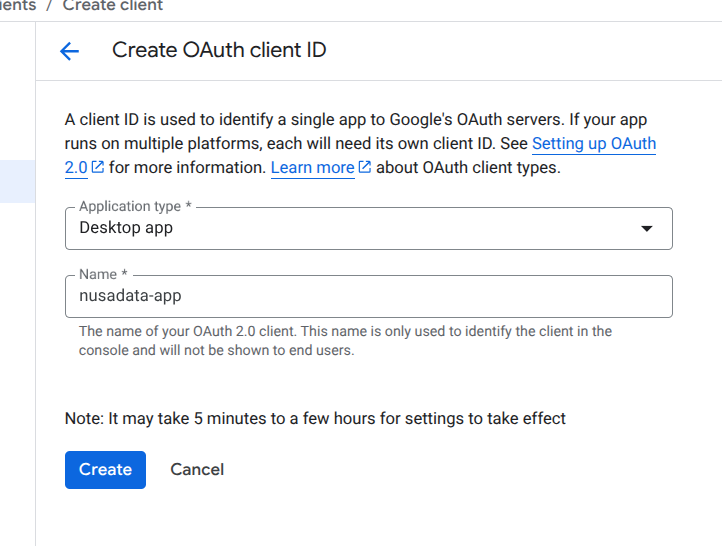 ients / Create client
Create OAuth client ID
A client ID is used to identify a single app to Google's OAuth servers. If your app
runs on multiple platforms, each will need its own client ID. See Setting up OAuth
2.0 for more information. Learn more about OAuth client types.
Application type *
Desktop app
Name *
nusadata-app
The name of your OAuth 2.0 client. This name is only used to identify the client in the
console and will not be shown to end users.
Note: It may take 5 minutes to a few hours for settings to take effect
Create
Cancel